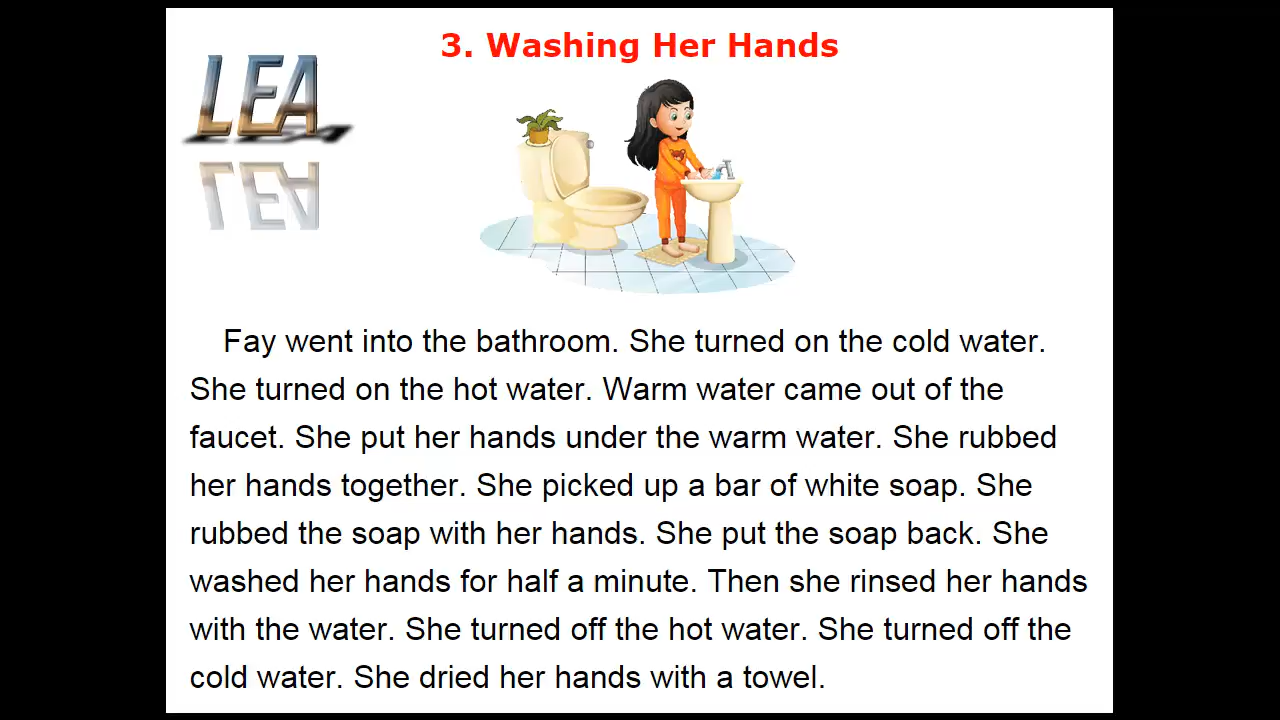 3. Washing Her Hands
LEA
Fay went into the bathroom. She turned on the cold water.
She turned on the hot water. Warm water came out of the
faucet. She put her hands under the warm water. She rubbed
her hands together. She picked up a bar of white soap. She
rubbed the soap with her hands. She put the soap back. She
washed her hands for half a minute. Then she rinsed her hands
with the water. She turned off the hot water. She turned off the
cold water. She dried her hands with a towel.